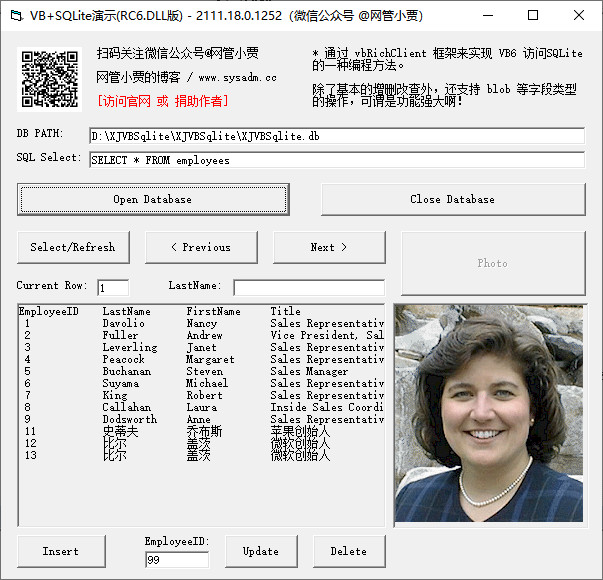 VB+SQLite演示(RC6.DLL版) - 2111.18.0.1252（微信公众号 @网管小贾）
扫码关注微信公众号@网管小贾
网管小贾的博客 / www.sysadm.cc
[访问官网 或 捐助作者]
* 通过 vbRichClient 框架来实现 VB6 访问SQLite
的一种编程方法。
除了基本的增删改查外，还支持 blob 等字段类型
的操作，可谓是功能强大啊！
DB PATH: D:\XJVBSqlite\XJVBSqlite\XJVBSqlite.db
SQL Select: SELECT * FROM employees
Open Database Close Database
Select/Refresh < Previous Next > Photo
Current Row: 1 LastName:
EmployeeID LastName FirstName Title
1 Davolio Nancy Sales Representativ
2 Fuller Andrew Vice President, Sal
3 Leverling Janet Sales Representativ
4 Peacock Margaret Sales Representativ
5 Buchanan Steven Sales Manager
6 Suyama Michael Sales Representativ
7 King Robert Sales Representativ
8 Callahan Laura Inside Sales Coordi
9 Dodsworth Anne Sales Representativ
11 史蒂夫 乔布斯 苹果创始人
12 比尔 盖茨 微软创始人
13 比尔 盖茨 微软创始人
Insert EmployeeID: 99 Update Delete